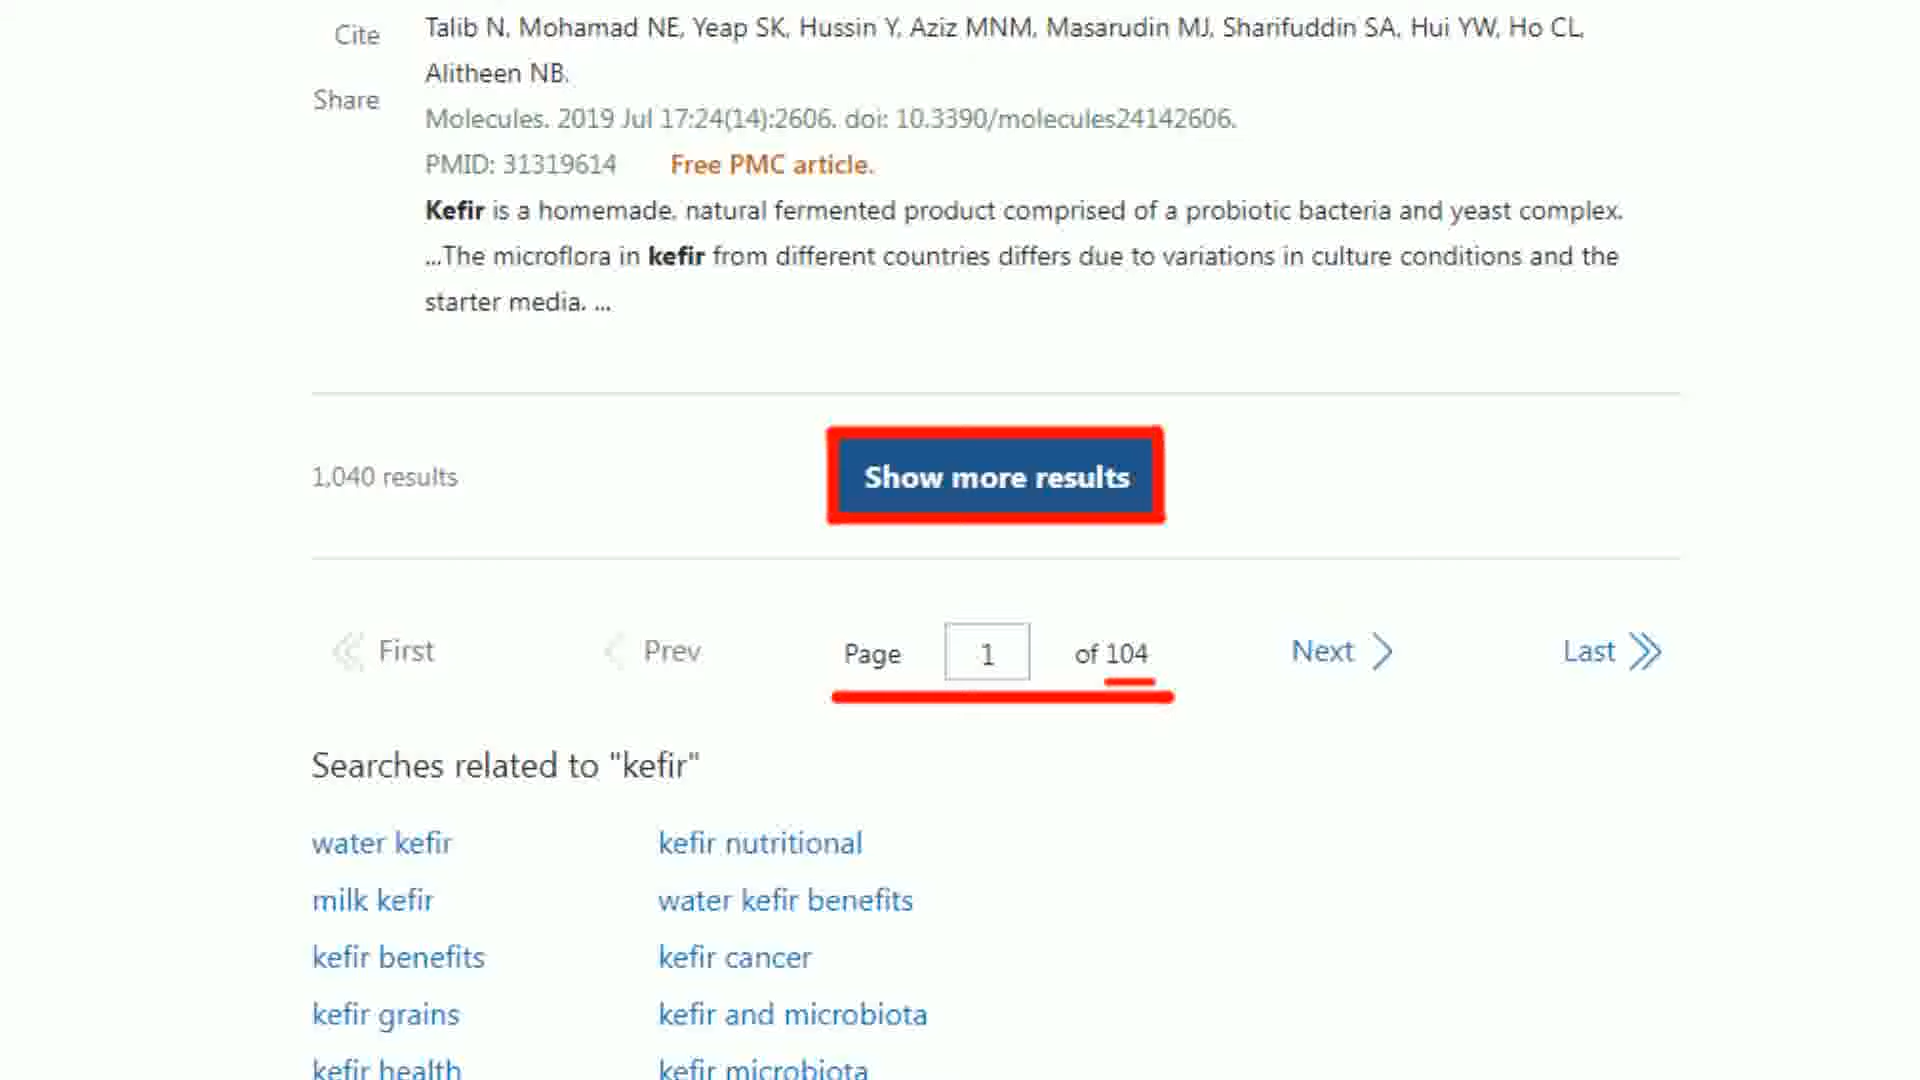 Cite
Talib N, Mohamad NE, Yeap SK, Hussin Y, Aziz MNM, Masarudin MJ, Sharifuddin SA, Hui YW, Ho CL,
Alitheen NB.
Share
Molecules. 2019 Jul 17:24(14):2606. doi: 10.3390/molecules24142606.
PMID: 31319614 Free PMC article.
Kefir is a homemade, natural fermented product comprised of a probiotic bacteria and yeast complex.
...The microflora in kefir from different countries differs due to variations in culture conditions and the
starter media. ...
1,040 results
Show more results
First Prev Page 1 of 104 Next Last
Searches related to "kefir"
water kefir
milk kefir
kefir benefits
kefir grains
kefir health
kefir nutritional
water kefir benefits
kefir cancer
kefir and microbiota
kefir microbiota